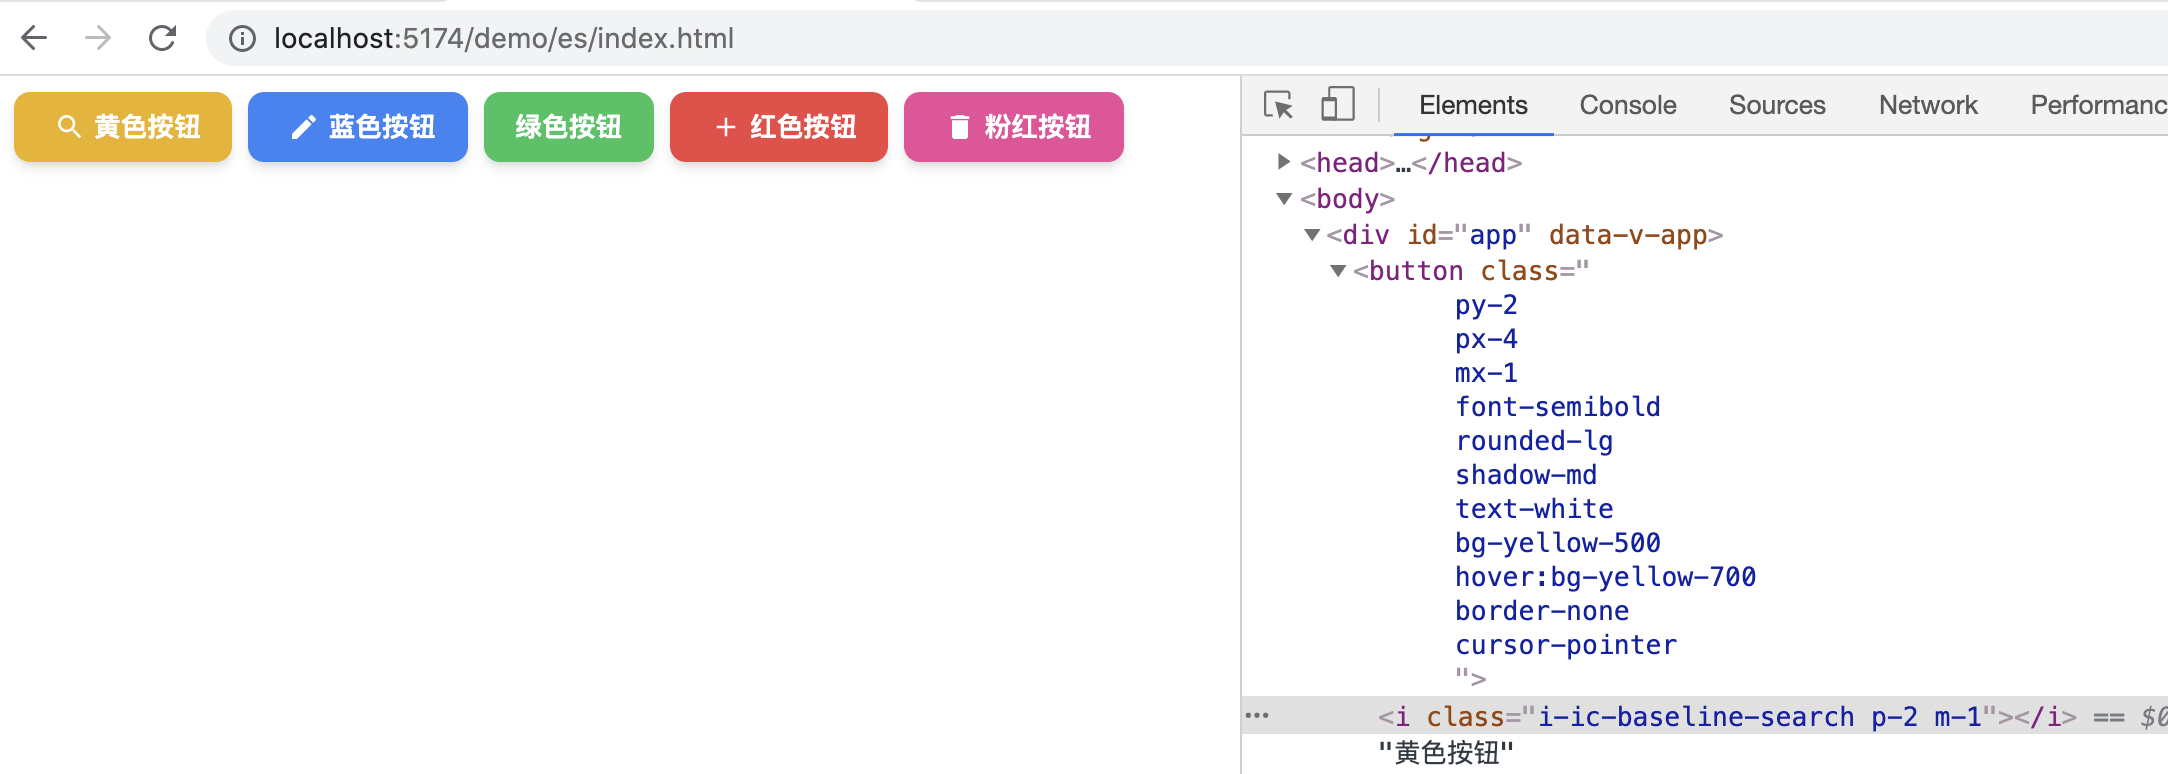 localhost:5174/demo/es/index.html
黄色按钮 蓝色按钮 绿色按钮 红色按钮 粉红按钮
Elements Console Sources Network Performanc
<head>…</head>
<body>
<div id="app" data-v-app>
<button class="
py-2
px-4
mx-1
font-semibold
rounded-lg
shadow-md
text-white
bg-yellow-500
hover:bg-yellow-700
border-none
cursor-pointer
">
<i class="i-ic-baseline-search p-2 m-1"></i> == $0
"黄色按钮"